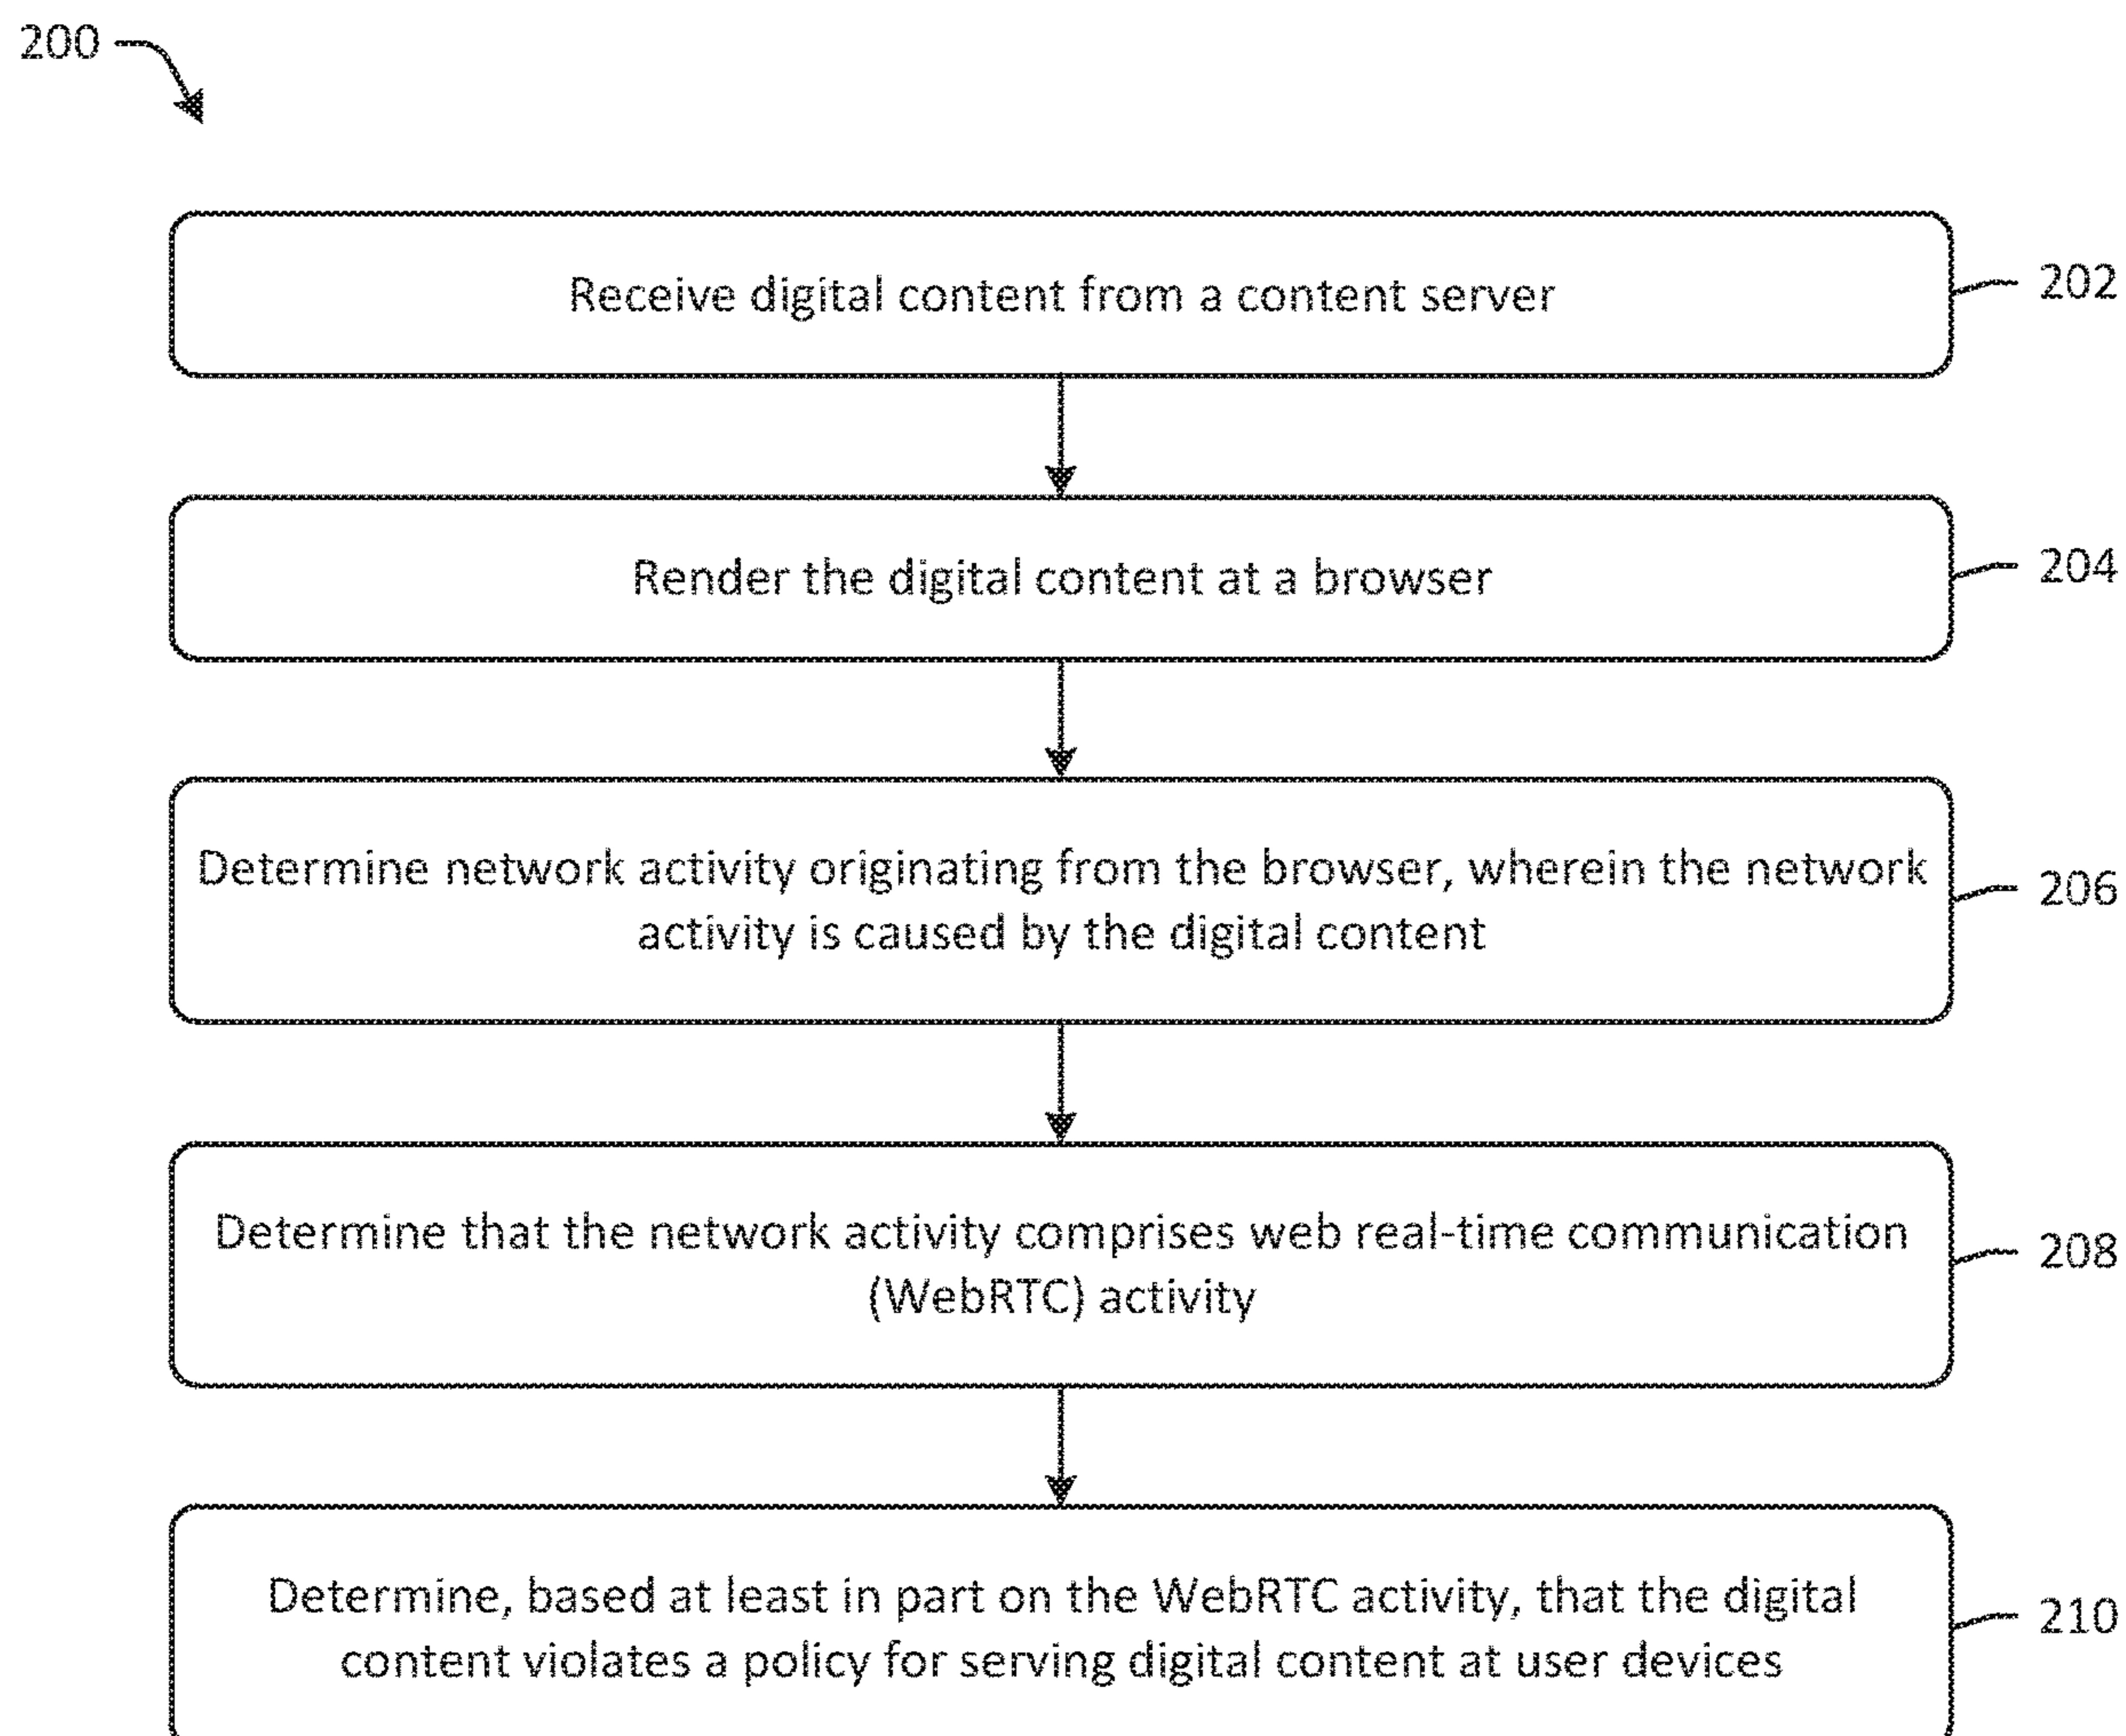 200
Receive digital content from a content server
202
Render the digital content at a browser
204
Determine network activity originating from the browser, wherein the network
activity is caused by the digital content
206
Determine that the network activity comprises web real-time communication
(WebRTC) activity
208
Determine, based at least in part on the WebRTC activity, that the digital
content violates a policy for serving digital content at user devices
210